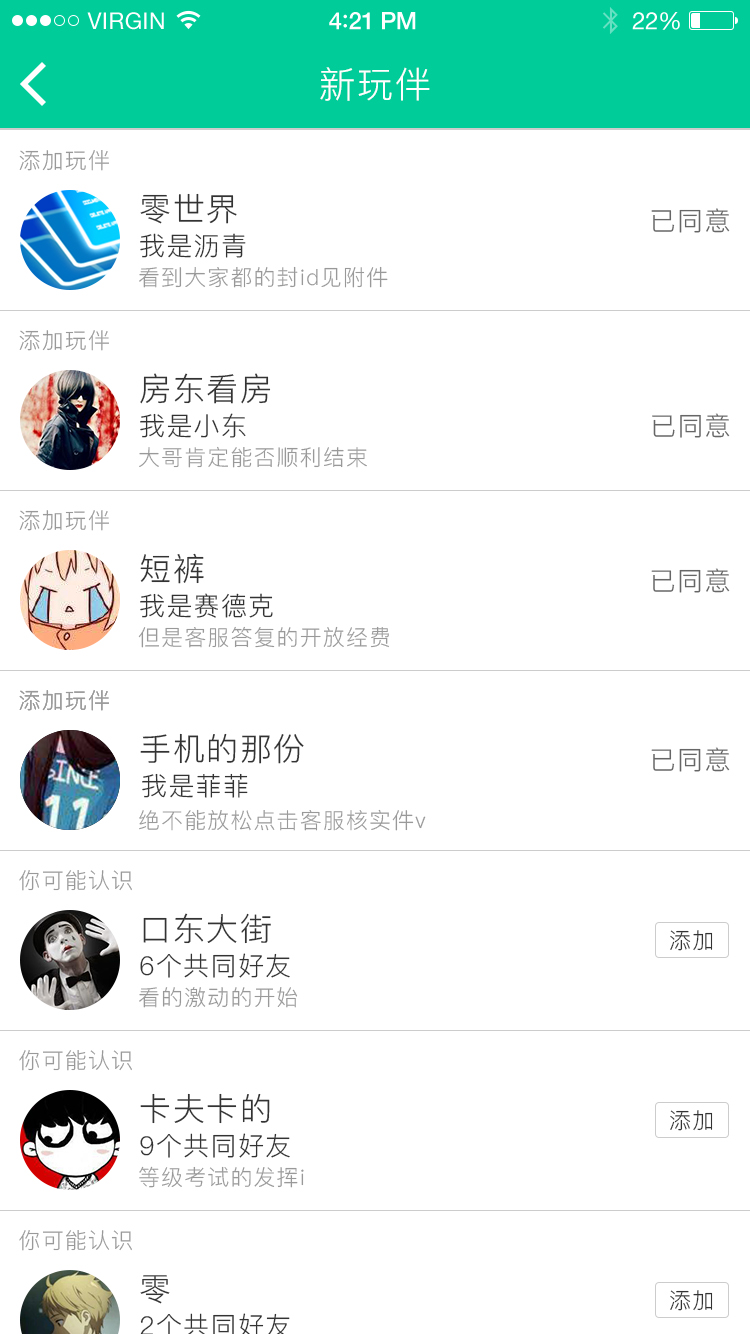 VIRGIN 4:21 PM 22%
新玩伴
添加玩伴
零世界
已同意
我是沥青
看到大家都的封id见附件
添加玩伴
房东看房
我是小东
已同意
大哥肯定能否顺利结束
添加玩伴
短裤
已同意
我是赛德克
但是客服答复的开放经费
添加玩伴
手机的那份
已同意
我是菲菲
绝不能放松点击客服核实件v
你可能认识
口东大街
添加
6个共同好友
看的激动的开始
你可能认识
卡夫卡的
添加
9个共同好友
等级考试的发挥i
你可能认识
零
添加
2个共同好友